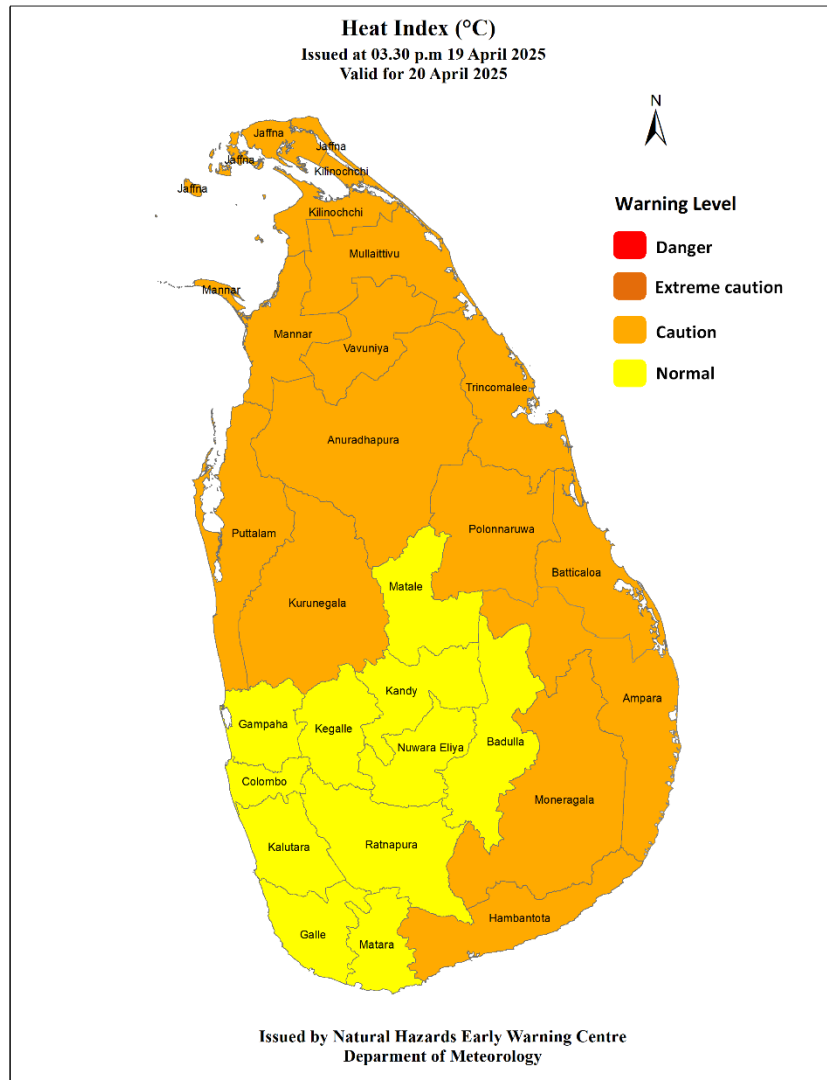 Heat Index (°C)
Issued at 03.30 p.m 19 April 2025
Valid for 20 April 2025
N
Jaffna
Jaffna
Jaffna
Kilinochchi
Jaffna
Kilinochchi
Mullaittivu
Mannar
Mannar
Vavuniya
Trincomalee
Anuradhapura
Puttalam
Polonnaruwa
Batticaloa
Matale
Kurunegala
Kandy
Ampara
Gampaha
Kegalle
Nuwara Eliya
Badulla
Colombo
Moneragala
Kalutara
Ratnapura
Hambantota
Galle
Matara
Warning Level
Danger
Extreme caution
Caution
Normal
Issued by Natural Hazards Early Warning Centre
Deparment of Meteorology